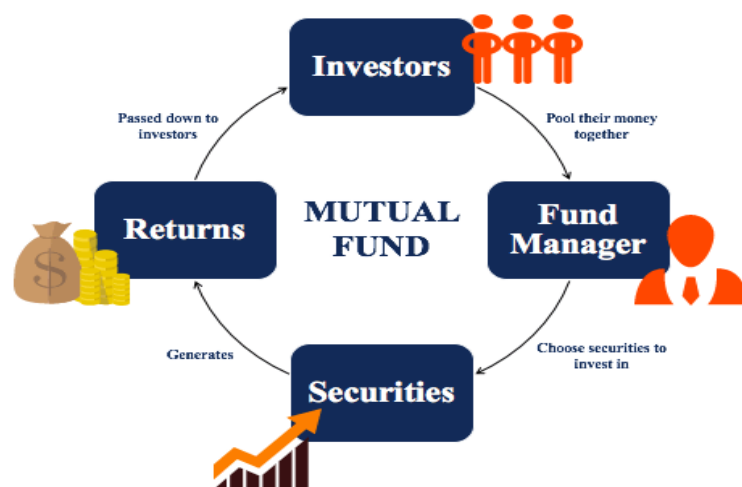 Investors
Passed down to
investors
Pool their money
together
Returns
MUTUAL
FUND
Fund
Manager
$
Generates
Choose securities to
invest in
Securities